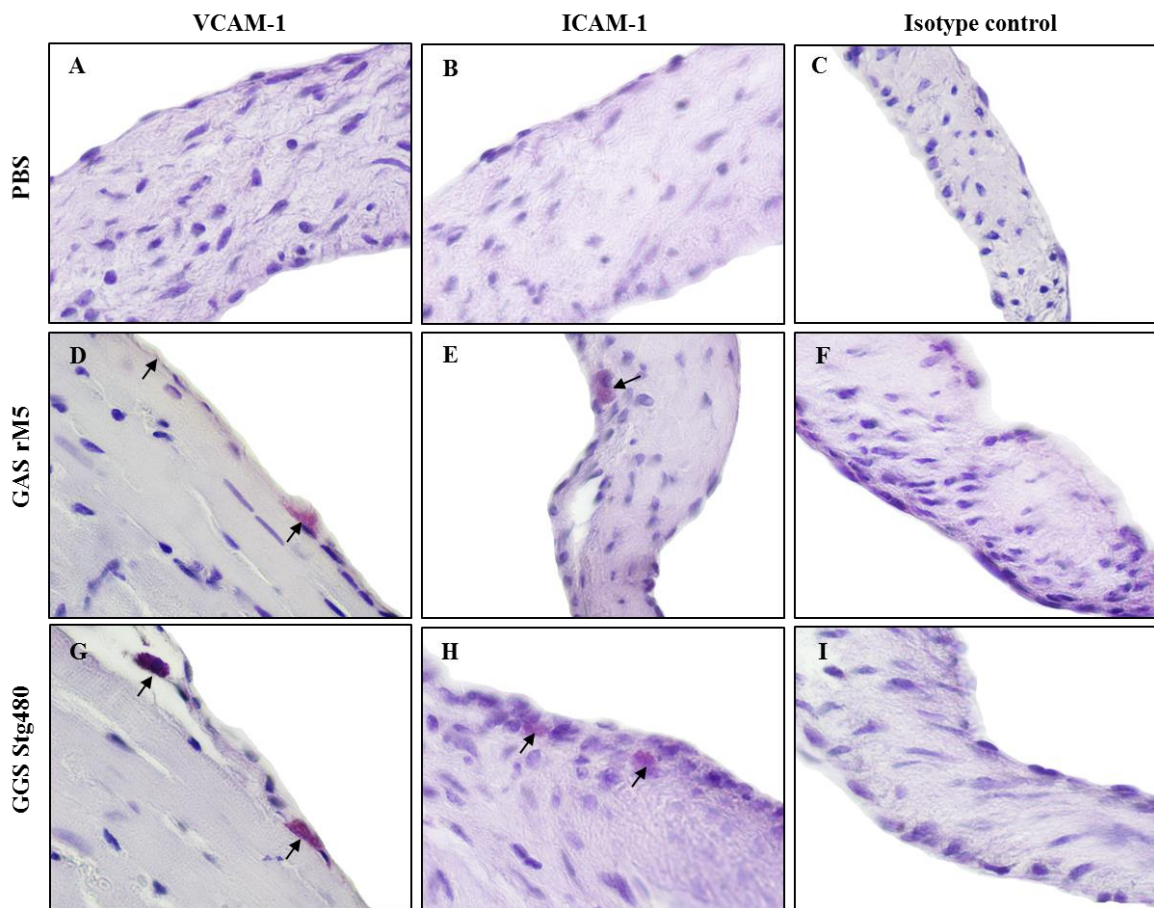 VCAM-1 ICAM-1 Isotype control
PBS A B C
GAS rM5 D E F
GGS Stg480 G H I